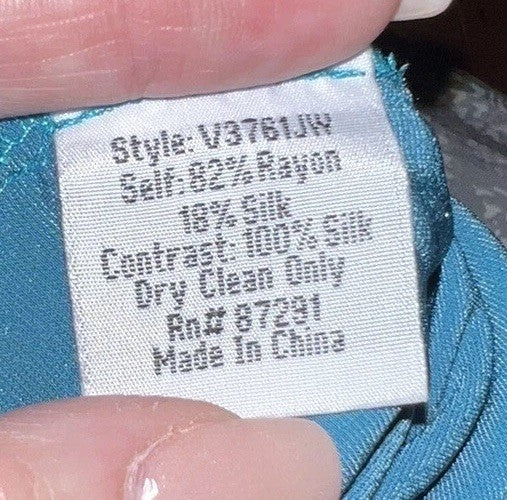 Style: V3761JW
Self: 82% Rayon
18% Silk
Contrast: 100% Silk
Dry Clean Only
Rn# 87291
Made In China